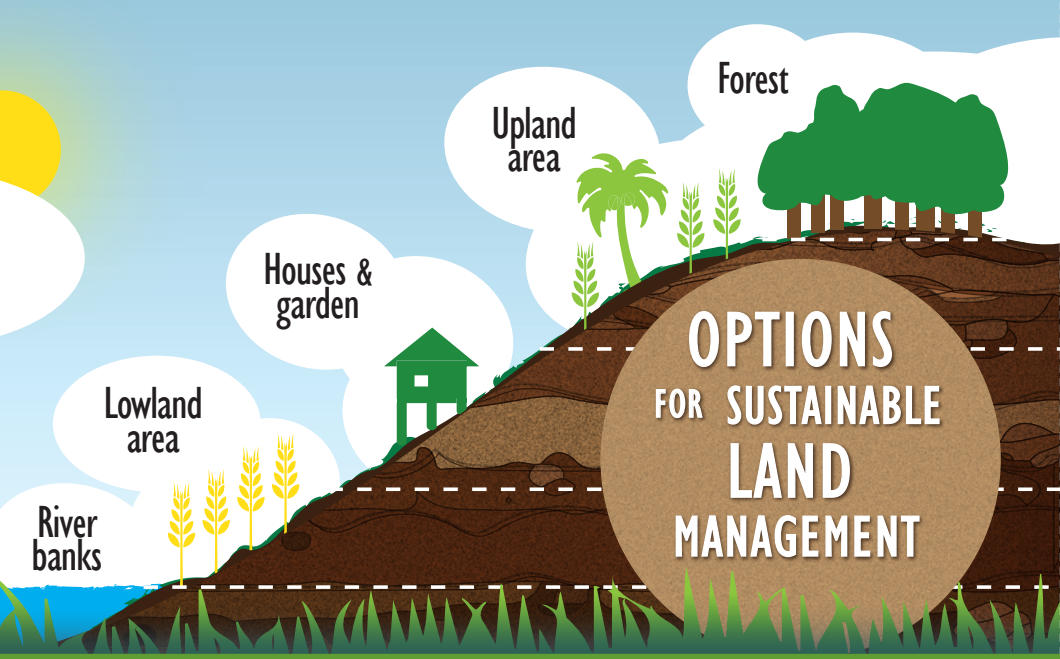 Forest
Upland
area
Houses &
garden
Lowland
area
River
banks
OPTIONS
FOR SUSTAINABLE
LAND
MANAGEMENT